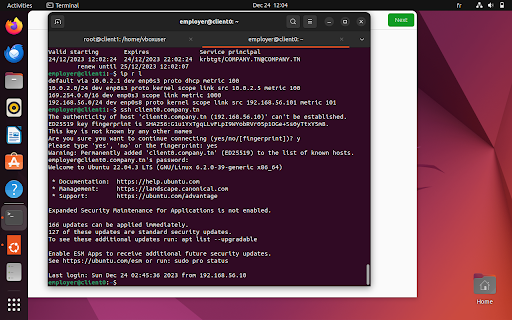 Activities
Terminal
Dec 24 12:04
fr
employer@client0: ~
root@client1: /home/vboxuser
employer@client0: ~
Next
Valid starting Expires Service principal
24/12/2023 12:02:07 24/12/2023 22:02:07 krbtgt/COMPANY.TN@COMPANY.TN
renew until 25/12/2023 12:02:07
employer@client1:~$ ip r l
default via 10.0.2.1 dev enp0s3 proto dhcp metric 100
10.0.2.0/24 dev enp0s3 proto kernel scope link src 10.0.2.5 metric 100
169.254.0.0/16 dev enp0s3 scope link metric 1000
192.168.56.0/24 dev enp0s8 proto kernel scope link src 192.168.56.101 metric 101
employer@client1:~$ ssh client0.company.tn
The authenticity of host 'client0.company.tn (192.168.56.10)' can't be established.
ED25519 key fingerprint is
This key is not known by any other names
Are you sure you want to continue connecting (yes/no/[fingerprint])? y
Please type 'yes', 'no' or the fingerprint: yes
Warning: Permanently added 'client0.company.tn' (ED25519) to the list of known hosts.
employer@client0.company.tn's password:
Welcome to Ubuntu 22.04.3 LTS (GNU/Linux 6.2.0-39-generic x86_64)
* Documentation: https://help.ubuntu.com
* Management: https://landscape.canonical.com
* Support: https://ubuntu.com/advantage
Expanded Security Maintenance for Applications is not enabled.
166 updates can be applied immediately.
127 of these updates are standard security updates.
To see these additional updates run: apt list --upgradable
Enable ESM Apps to receive additional future security updates.
See https://ubuntu.com/esm or run: sudo pro status
Last login: Sun Dec 24 02:45:36 2023 from 192.168.56.10
employer@client0:~$
Home